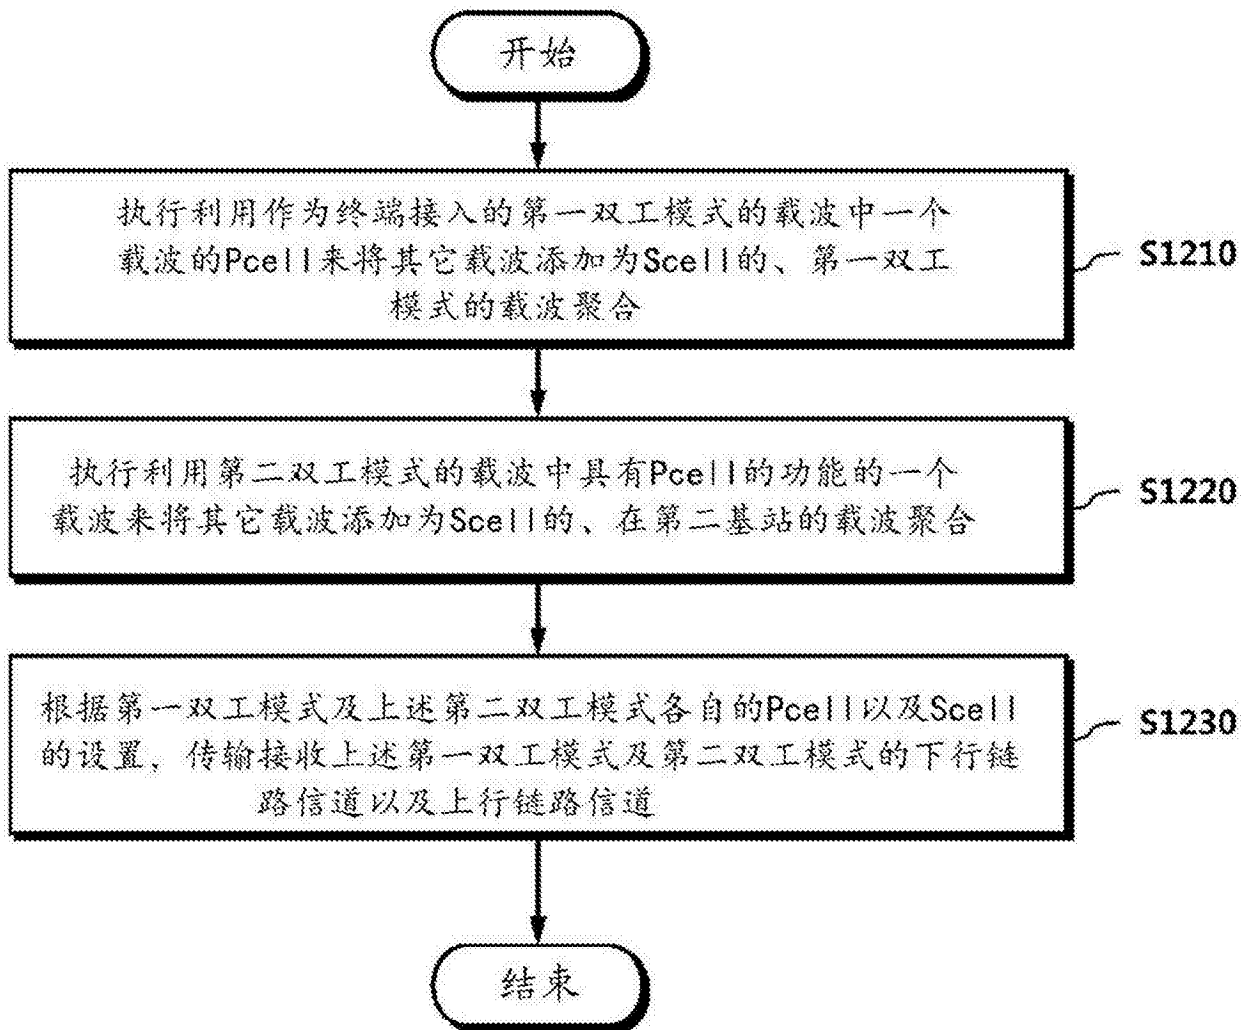 开始
执行利用作为终端接入的第一双工模式的载波中一个
载波的Pcell来将其它载波添加为Scell的、第一双工
模式的载波聚合
S1210
执行利用第二双工模式的载波中具有Pcell的功能的一个
载波来将其它载波添加为Scell的、在第二基站的载波聚合
S1220
根据第一双工模式及上述第二双工模式各自的Pcell以及Scell
的设置，传输接收上述第一双工模式及第二双工模式的下行链
路信道以及上行链路信道
S1230
结束